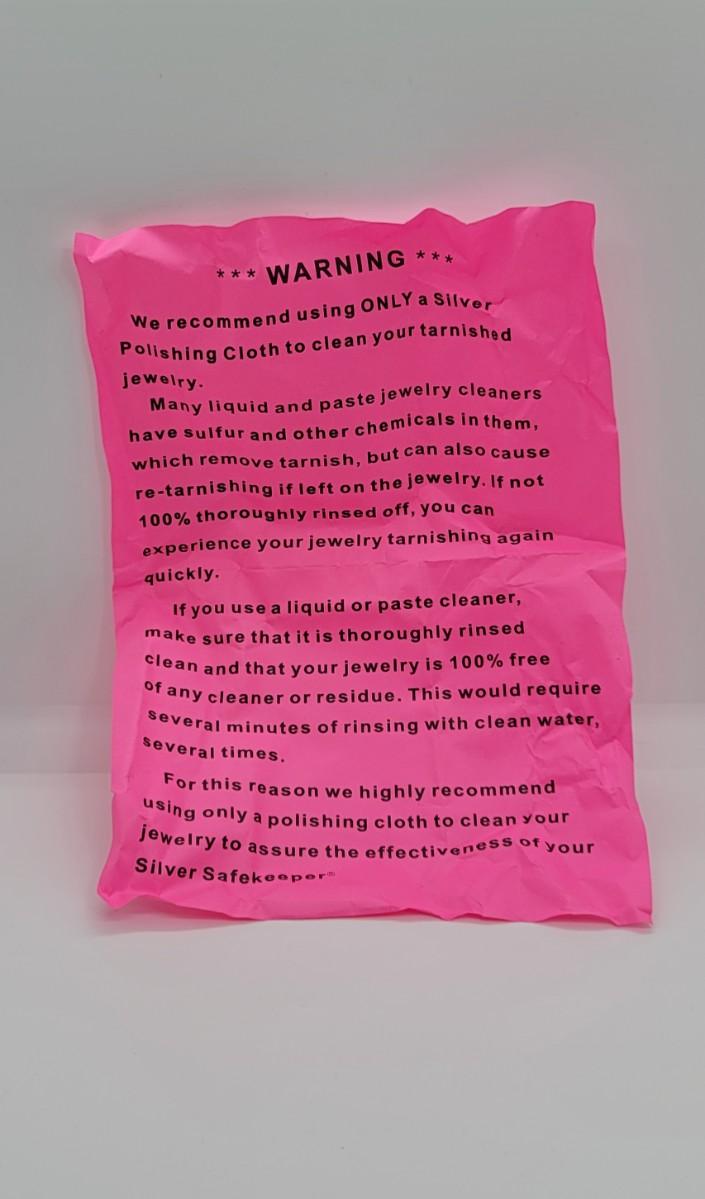 *** WARNING ***
We recommend using ONLY a Silver
Polishing Cloth to clean your tarnished
jewelry.
Many liquid and paste jewelry cleaners
have sulfur and other chemicals in them,
which remove tarnish, but can also cause
re-tarnishing if left on the jewelry. If not
100% thoroughly rinsed off, you can
experience your jewelry tarnishing again
quickly.
If you use a liquid or paste cleaner,
make sure that it is thoroughly rinsed
clean and that your jewelry is 100% free
of any cleaner or residue. This would require
several minutes of rinsing with clean water,
several times.
For this reason we highly recommend
using only a polishing cloth to clean your
jewelry to assure the effectiveness of your
Silver Safekeeper®